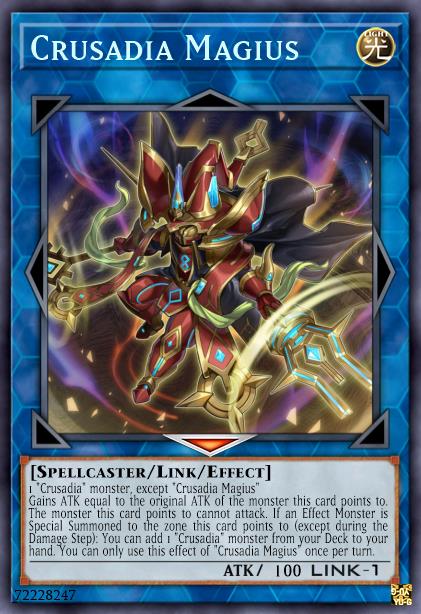 CRUSADIA MAGIUS
LIGHT
光
[SPELLCASTER/LINK/EFFECT]
1 "Crusadia" monster, except "Crusadia Magius"
Gains ATK equal to the original ATK of the monster this card points to.
The monster this card points to cannot attack. If an Effect Monster is
Special Summoned to the zone this card points to (except during the
Damage Step): You can add 1 "Crusadia" monster from your Deck to your
hand. You can only use this effect of "Crusadia Magius" once per turn.
ATK/ 100 LINK-1
72228247